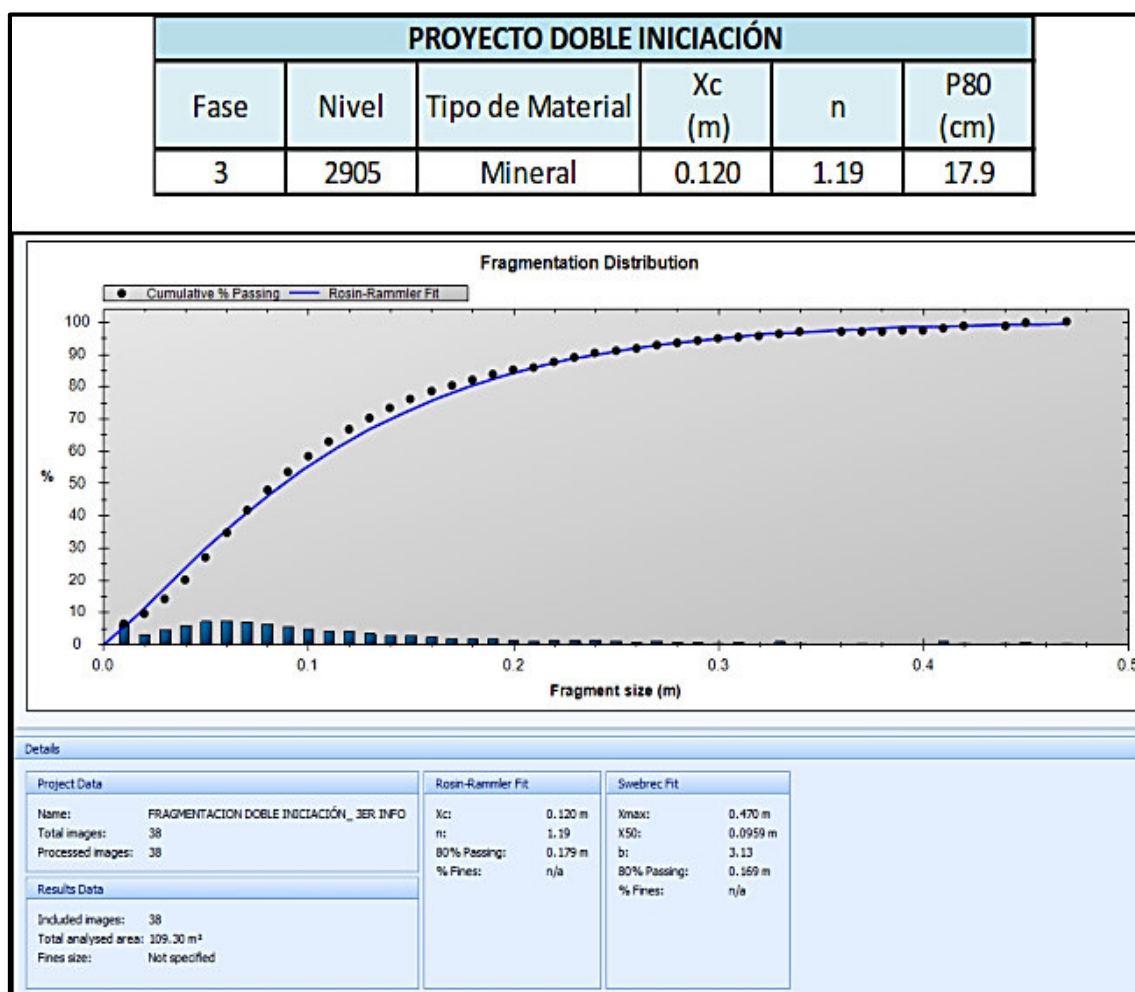 PROYECTO DOBLE INICIACIÓN
Fase Nivel Tipo de Material Xc (m) n P80 (cm)
3 2905 Mineral 0.120 1.19 17.9
Fragmentation Distribution
Cumulative % Passing Rosin-Rammler Fit
100
90
80
70
60
50
40
30
20
10
0
%
0.0 0.1 0.2 0.3 0.4 0.5
Fragment size (m)
Details
Project Data
Name: FRAGMENTACION DOBLE INICIACIÓN_ 3ER INFO
Total images: 38
Processed images: 38
Results Data
Included images: 38
Total analysed area: 109.30 m²
Fines size: Not specified
Rosin-Rammler Fit
Xc: 0.120 m
n: 1.19
80% Passing: 0.179 m
% Fines: n/a
Swebrec Fit
Xmax: 0.470 m
X50: 0.0959 m
b: 3.13
80% Passing: 0.169 m
% Fines: n/a